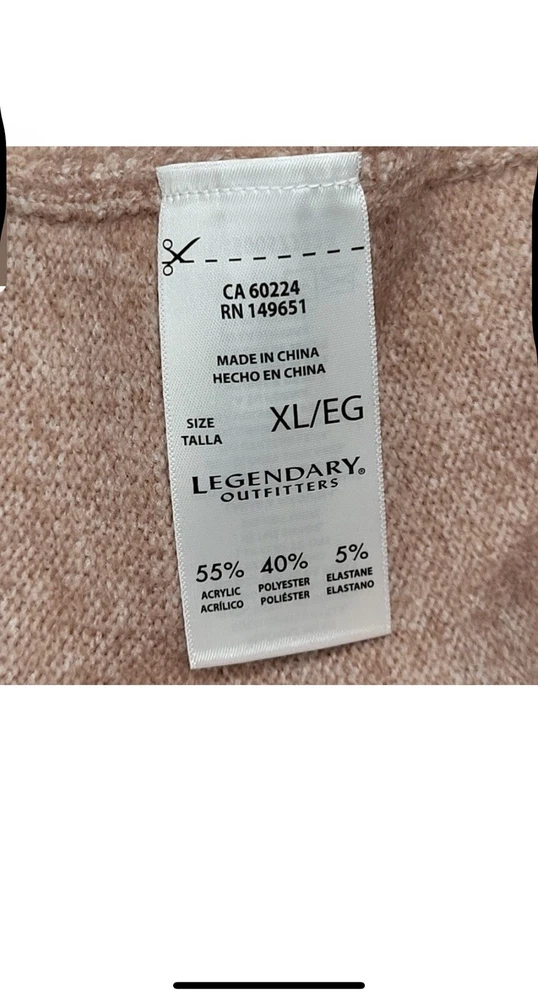 CA 60224
RN 149651
MADE IN CHINA
HECHO EN CHINA
SIZE XL/EG
TALLA
LEGENDARY®
OUTFITTERS
55% 40% 5%
ACRYLIC POLYESTER ELASTANE
ACRÍLICO POLIÉSTER ELASTANO